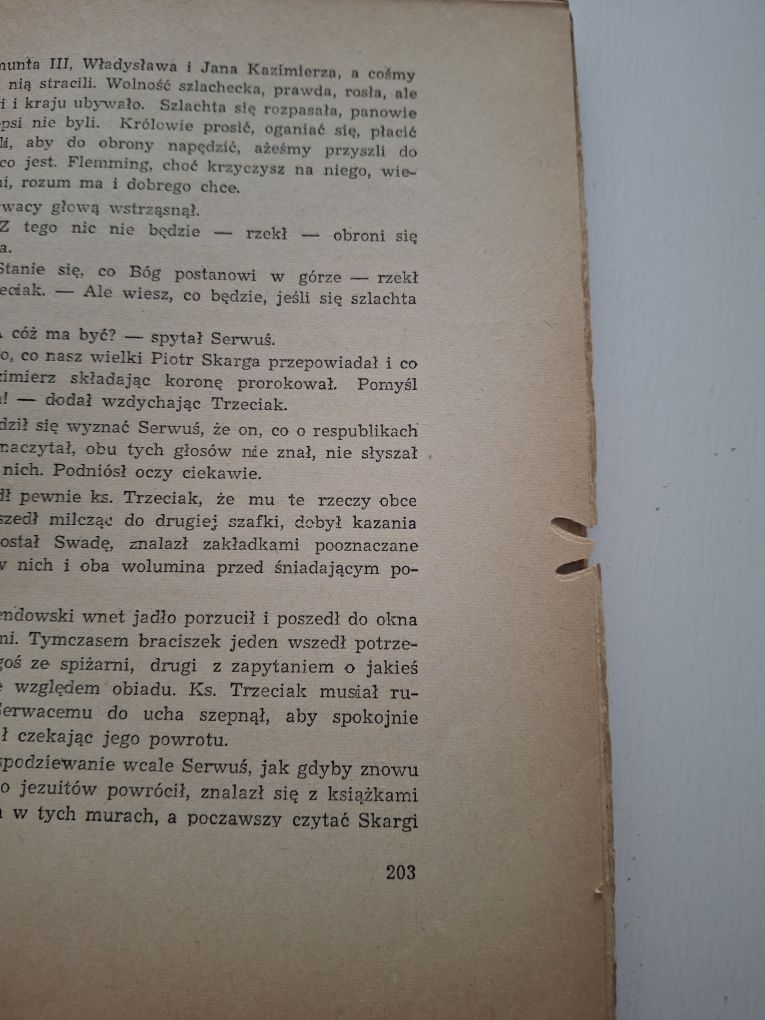 munta III, Władysława i Jana Kazimierza, a cośmy
nią stracili. Wolność szlachecka, prawda, rosła, ale
i i kraju ubywało. Szlachta się rozpasała, panowie
psi nie byli. Królowie prosić, oganiać się, płacić
li, aby do obrony napędzić, ażeśmy przyszli do
co jest. Flemming, choć krzyczysz na niego, wie-
ni, rozum ma i dobrego chce.
wacy głową wstrząsnął.
Z tego nic nie będzie — rzekł — obroni się
a.
Stanie się, co Bóg postanowi w górze — rzekł
eciak. — Ale wiesz, co będzie, jeśli się szlachta
A cóż ma być? — spytał Serwuś.
o, co nasz wielki Piotr Skarga przepowiadał i co
zimierz składając koronę prorokował. Pomyśl
! — dodał wzdychając Trzeciak.
dził się wyznać Serwuś, że on, co o respublikach
naczytał, obu tych głosów nie znał, nie słyszał
nich. Podniósł oczy ciekawie.
dł pewnie ks. Trzeciak, że mu te rzeczy obce
szedł milcząc do drugiej szafki, dobył kazania
ostał Swadę, znalazł zakładkami pooznaczane
w nich i oba wolumina przed śniadającym po-
endowski wnet jadło porzucił i poszedł do okna
mi. Tymczasem braciszek jeden wszedł potrze-
goś ze spiżarni, drugi z zapytaniem o jakieś
e względem obiadu. Ks. Trzeciak musiał ru-
Serwacemu do ucha szepnął, aby spokojnie
ł czekając jego powrotu.
spodziewanie wcale Serwuś, jak gdyby znowu
o jezuitów powrócił, znalazł się z książkami
w tych murach, a począwszy czytać Skargi
203